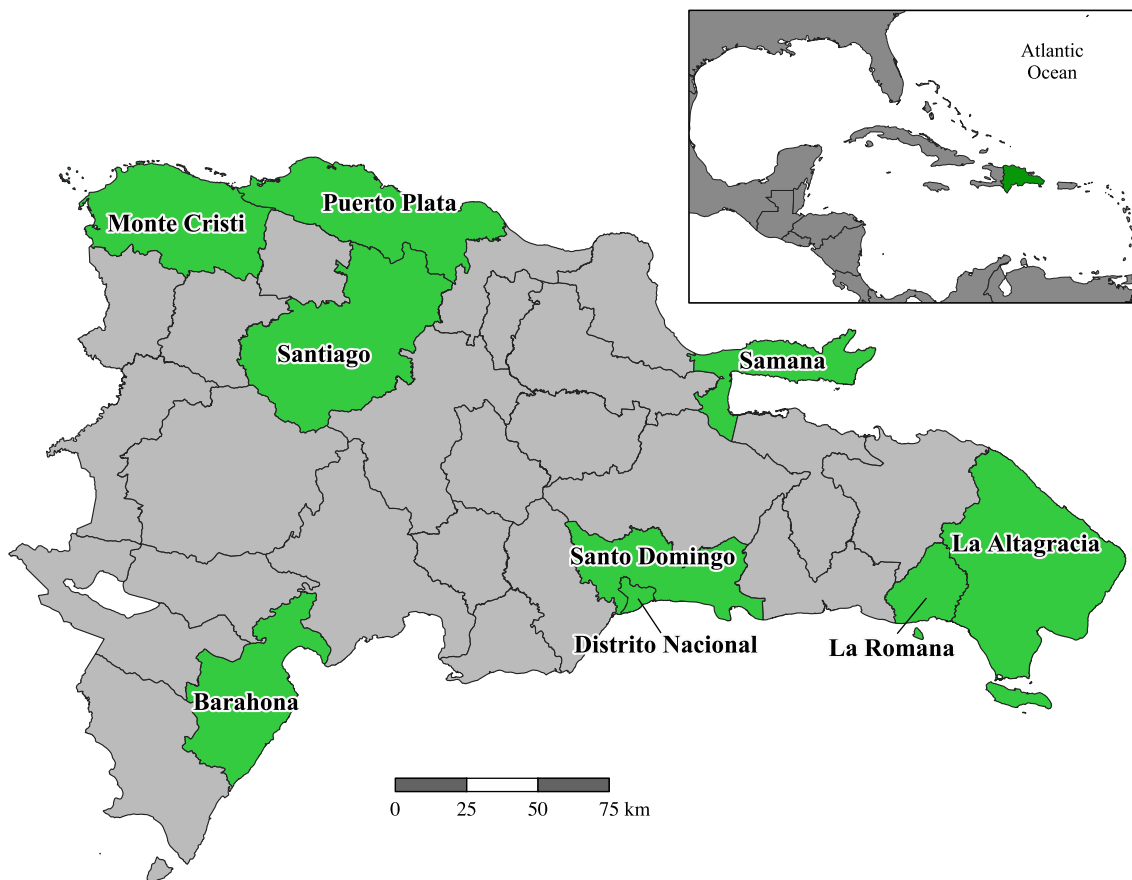 Atlantic
Ocean
Puerto Plata
Monte Cristi
Santiago
Samana
La Altagracia
Santo Domingo
Distrito Nacional
La Romana
Barahona
0 25 50 75 km